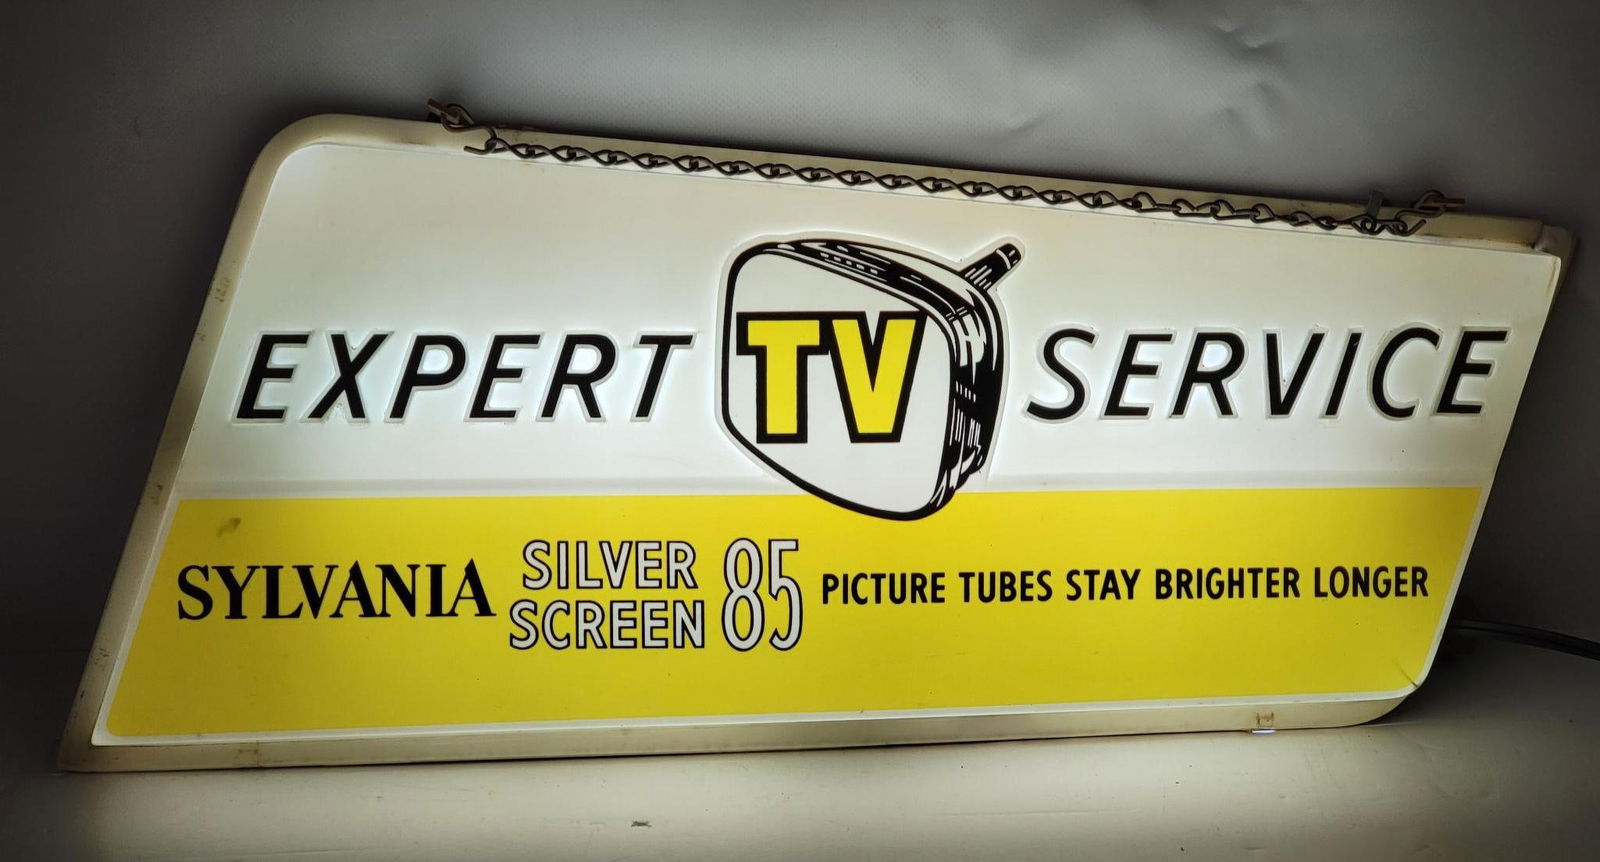 EXPERT TV SERVICE
SYLVANIA SILVER SCREEN 85 PICTURE TUBES STAY BRIGHTER LONGER